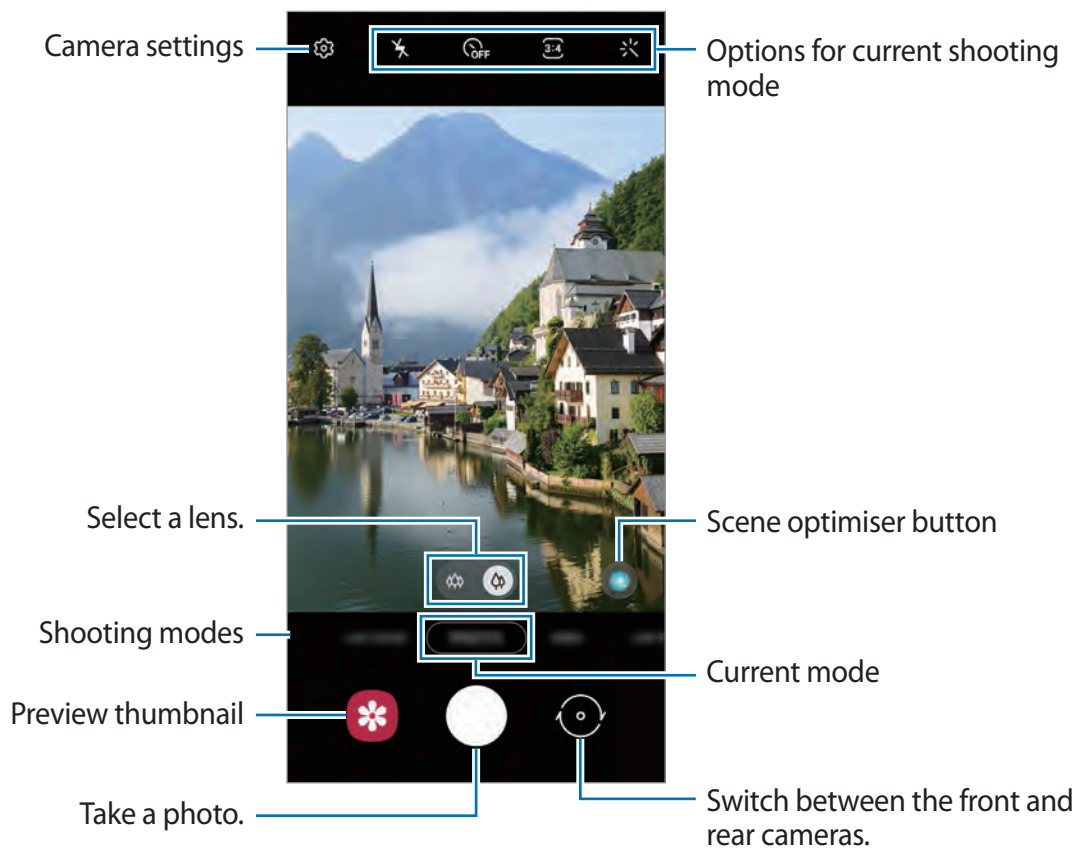 Camera settings
OFF
3:4
Options for current shooting
mode
Select a lens.
Scene optimiser button
Shooting modes
Current mode
Preview thumbnail
Take a photo.
Switch between the front and
rear cameras.